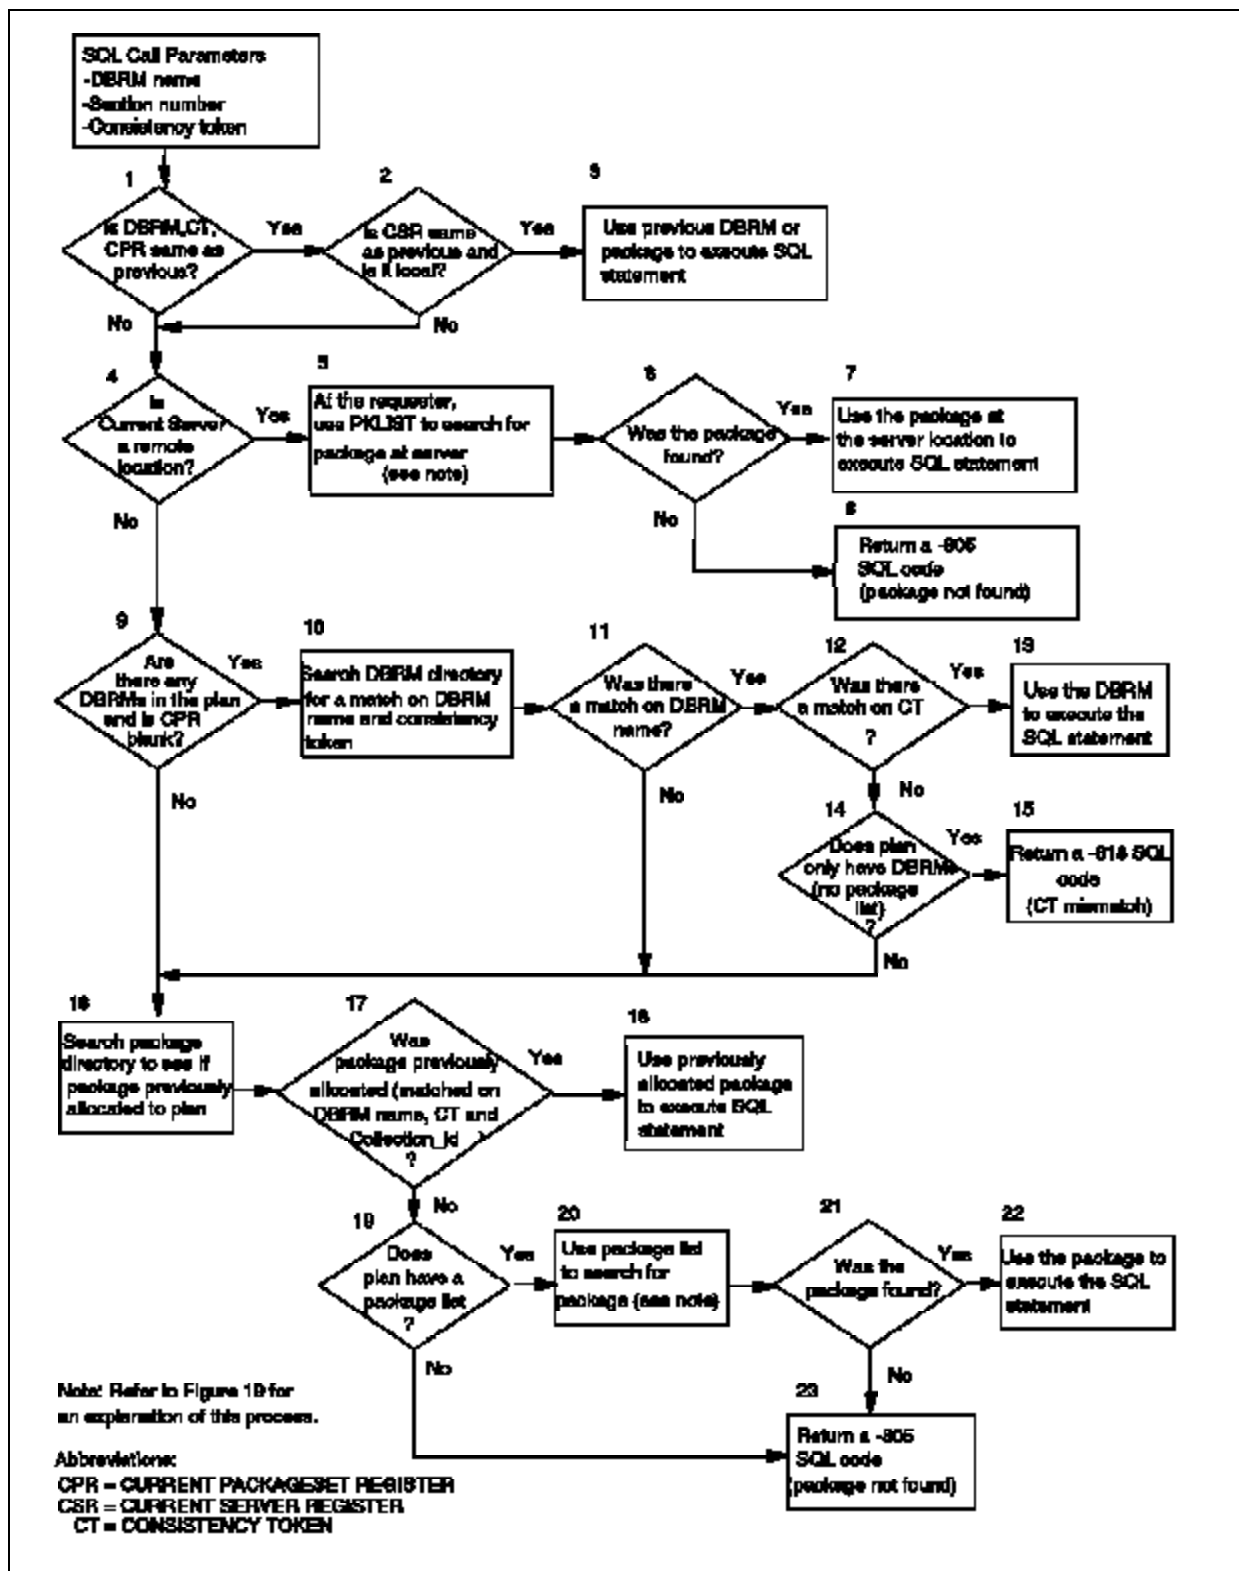 SQL Call Parameters
-DBRM name
-Section number
-Consistency token
1
2
3
Is DBRM,CT,
CPR same as
previous?
Yes
Is CSR same
as previous and
is it local?
Yes
Use previous DBRM or
package to execute SQL
statement
No
No
4
5
6
7
Is
Current Server
a remote
location?
Yes
At the requester,
use PKLIST to search for
package at server
(see note)
Was the package
found?
Yes
Use the package at
the server location to
execute SQL statement
No
No
8
Return a -805
SQL code
(package not found)
9
10
11
12
13
Are
there any
DBRMs in the plan
and is CPR
blank?
Yes
Search DBRM directory
for a match on DBRM
name and consistency
token
Was there
a match on DBRM
name?
Yes
Was there
a match on CT
?
Yes
Use the DBRM
to execute the
SQL statement
No
No
No
14
15
Does plan
only have DBRMs
(no package
list)
?
Yes
Return a -818 SQL
code
(CT mismatch)
No
16
17
18
Search package
directory to see if
package previously
allocated to plan
Was
package previously
allocated (matched on
DBRM name, CT and
Collection_id )
?
Yes
Use previously
allocated package
to execute SQL
statement
No
19
20
21
22
Does
plan have a
package list
?
Yes
Use package list
to search for
package (see note)
Was the
package found?
Yes
Use the package to
execute the SQL
statement
No
No
23
Return a -805
SQL code
(package not found)
Note: Refer to Figure 19 for
an explanation of this process.
Abbreviations:
CPR = CURRENT PACKAGESET REGISTER
CSR = CURRENT SERVER REGISTER
CT = CONSISTENCY TOKEN